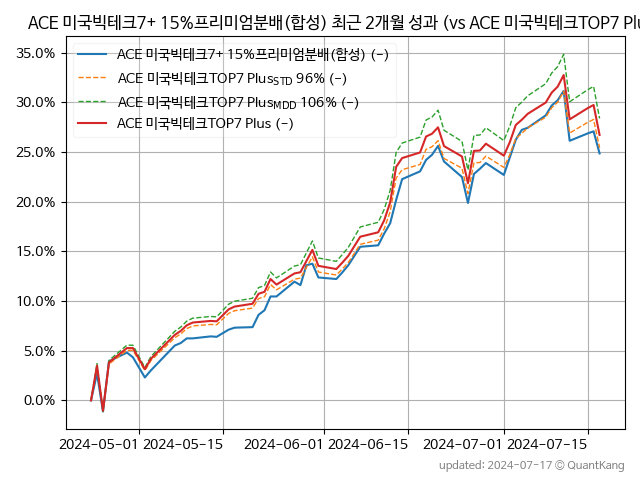 ACE 미국빅테크7+ 15%프리미엄분배(합성) 최근 2개월 성과 (vs ACE 미국빅테크TOP7 Plu
35.0%
30.0%
25.0%
20.0%
15.0%
10.0%
5.0%
0.0%
ACE 미국빅테크7+ 15%프리미엄분배(합성) (-)
ACE 미국빅테크TOP7 PlusSTD 96% (-)
ACE 미국빅테크TOP7 PlusMDD 106% (-)
ACE 미국빅테크TOP7 Plus (-)
2024-05-01 2024-05-15 2024-06-01 2024-06-15 2024-07-01 2024-07-15
updated: 2024-07-17 © QuantKang